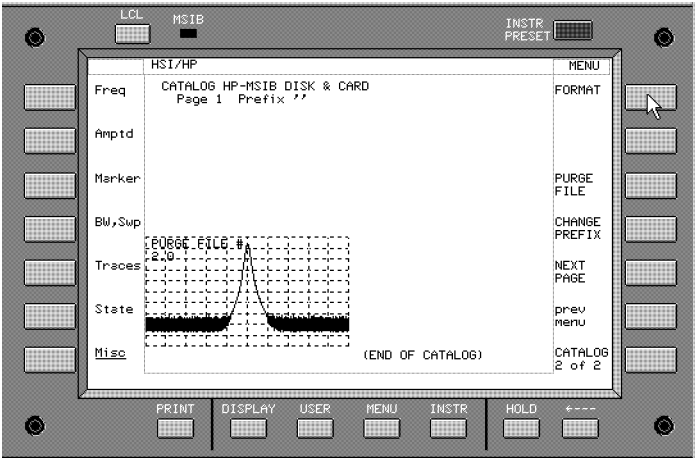 LCL
MSIB
INSTR
PRESET
HSI/HP
MENU
Freq
CATALOG HP-MSIB DISK & CARD
Page 1 Prefix ''
FORMAT
Amptd
Marker
PURGE
FILE
BW,Swp
CHANGE
PREFIX
PURGE FILE #
2.0
Traces
NEXT
PAGE
State
prev
menu
Misc
(END OF CATALOG)
CATALOG
2 of 2
PRINT
DISPLAY
USER
MENU
INSTR
HOLD
←---